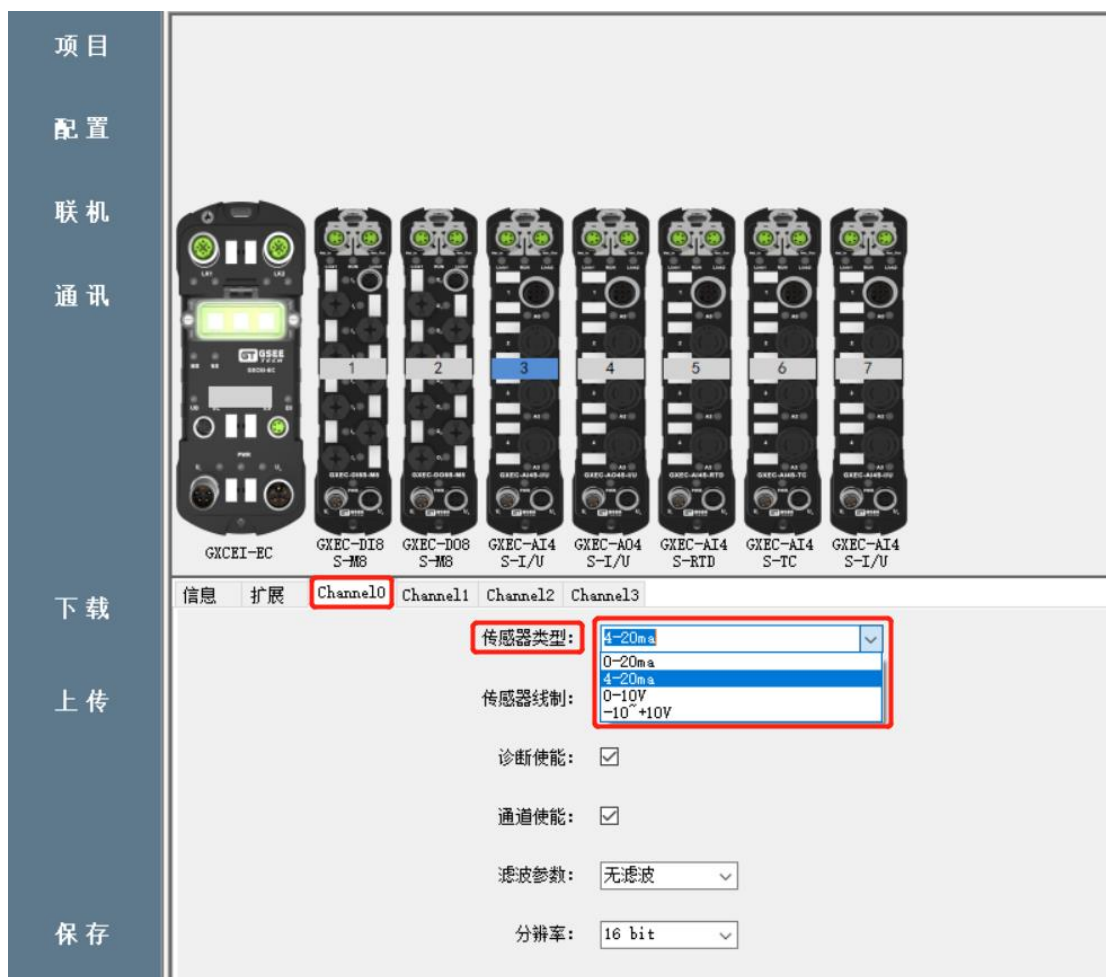 项目
配置
联机
通讯
下载
上传
保存
GT GSEE
TECH
1
2
3
4
5
6
7
GXCEI-EC
GXEC-DI8
S-M8
GXEC-DO8
S-M8
GXEC-AI4
S-I/U
GXEC-AO4
S-I/U
GXEC-AI4
S-RTD
GXEC-AI4
S-TC
GXEC-AI4
S-I/U
信息 扩展 Channel0 Channel1 Channel2 Channel3
传感器类型: 4-20ma
0-20ma
4-20ma
0-10V
-10~+10V
传感器线制:
诊断使能:
通道使能:
滤波参数: 无滤波
分辨率: 16 bit